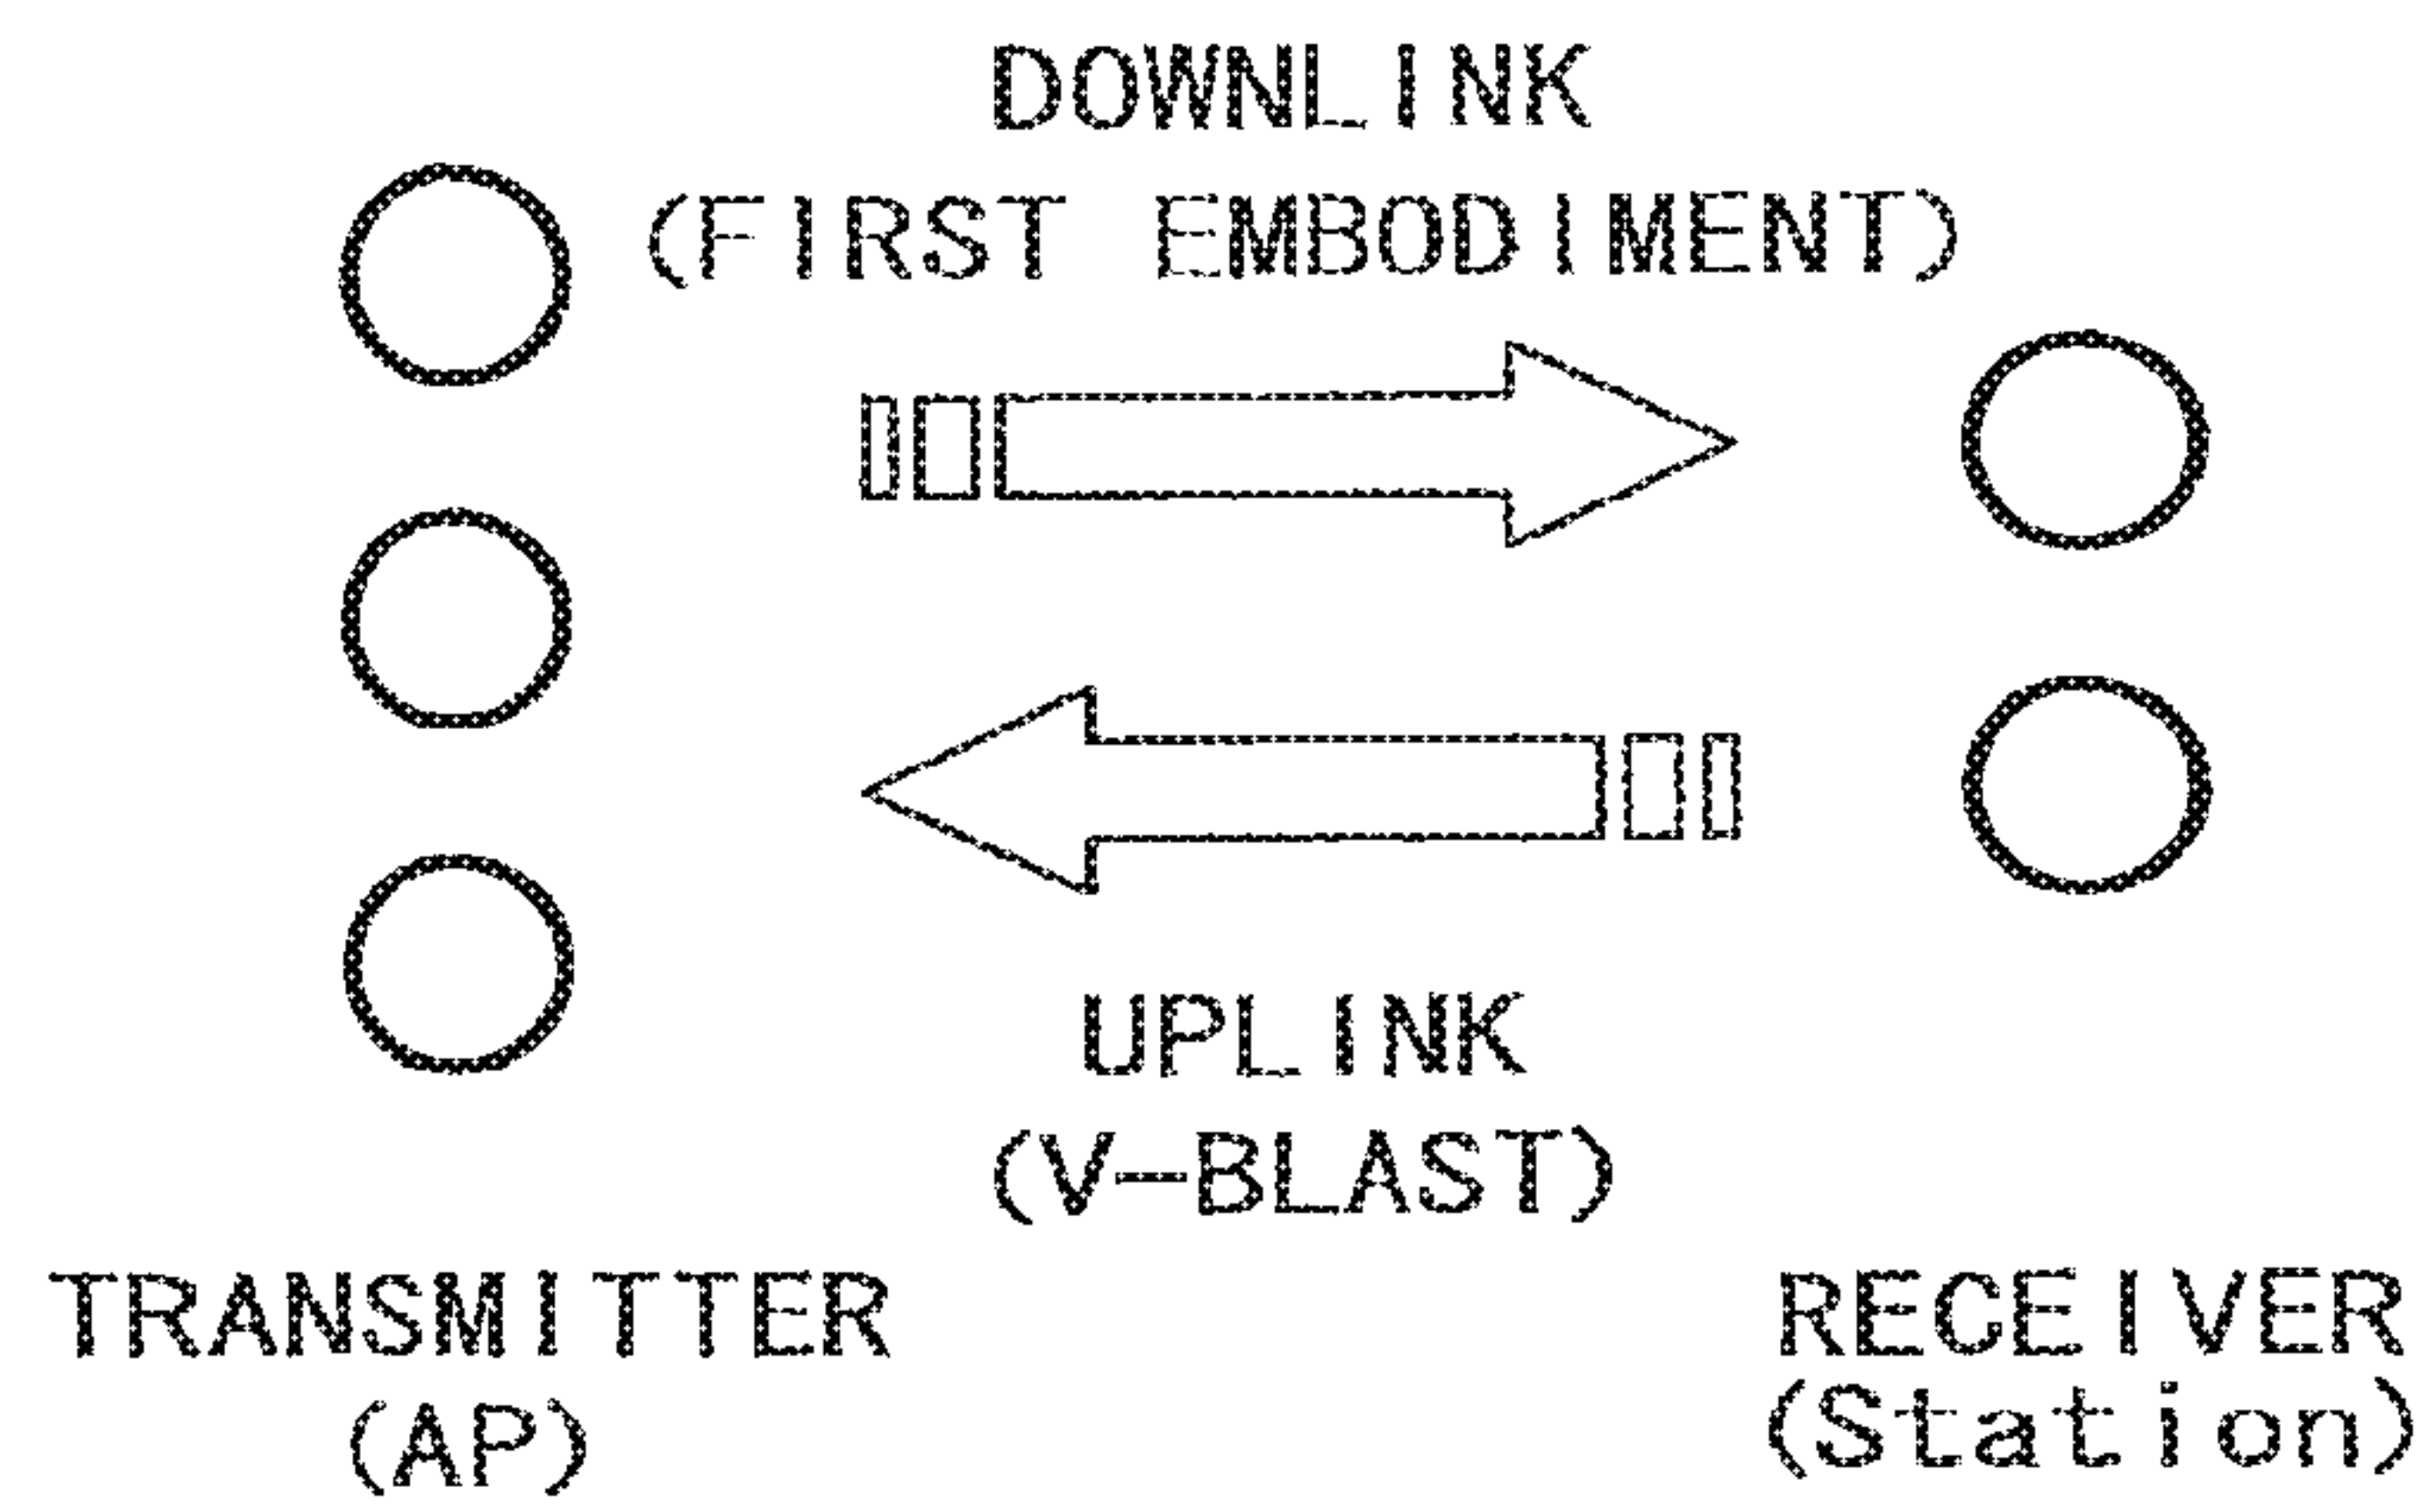 DOWNLINK
(FIRST EMBODIMENT)
UPLINK
(V-BLAST)
TRANSMITTER
(AP)
RECEIVER
(Station)